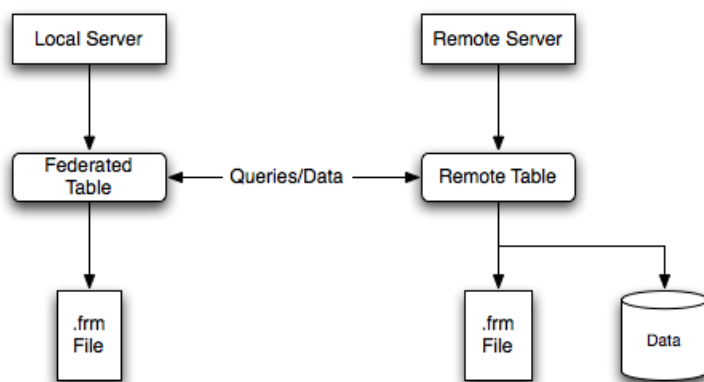 Local Server
Remote Server
Federated
Table
Queries/Data
Remote Table
.frm
File
.frm
File
Data